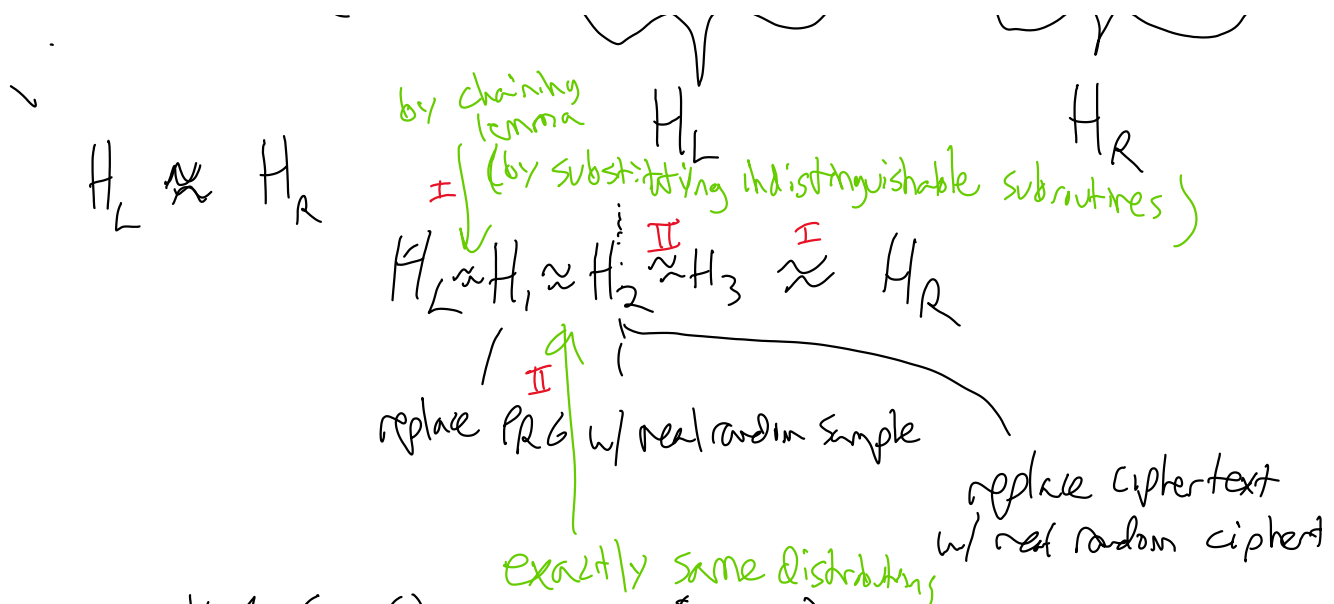 by chaining
lemma
H_L H_R
H_L ≈ H_R
I (by substituting indistinguishable subroutines)
II I
H_L ≈ H_1 ≈ H_2 ≈ H_3 ≈ H_R
II
replace PRG w/ real random sample
replace ciphertext
w/ real random ciphert
exactly same distributions